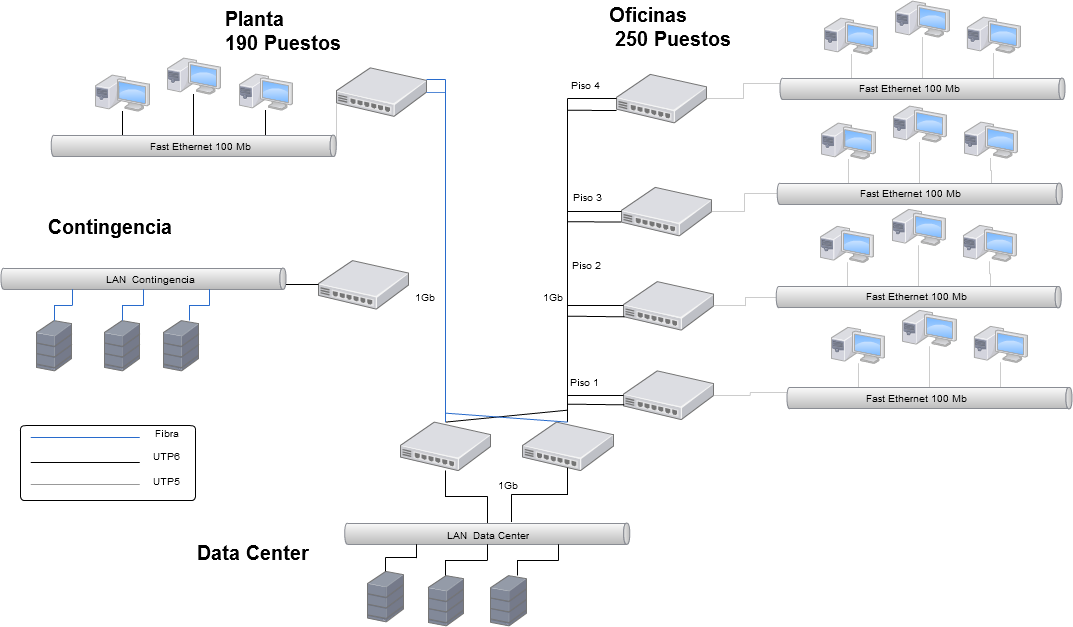 Planta
190 Puestos
Oficinas
250 Puestos
Piso 4
Fast Ethernet 100 Mb
Fast Ethernet 100 Mb
Piso 3
Fast Ethernet 100 Mb
Contingencia
Piso 2
LAN Contingencia
1Gb
1Gb
Fast Ethernet 100 Mb
Piso 1
Fast Ethernet 100 Mb
Fibra
UTP6
UTP5
1Gb
LAN Data Center
Data Center